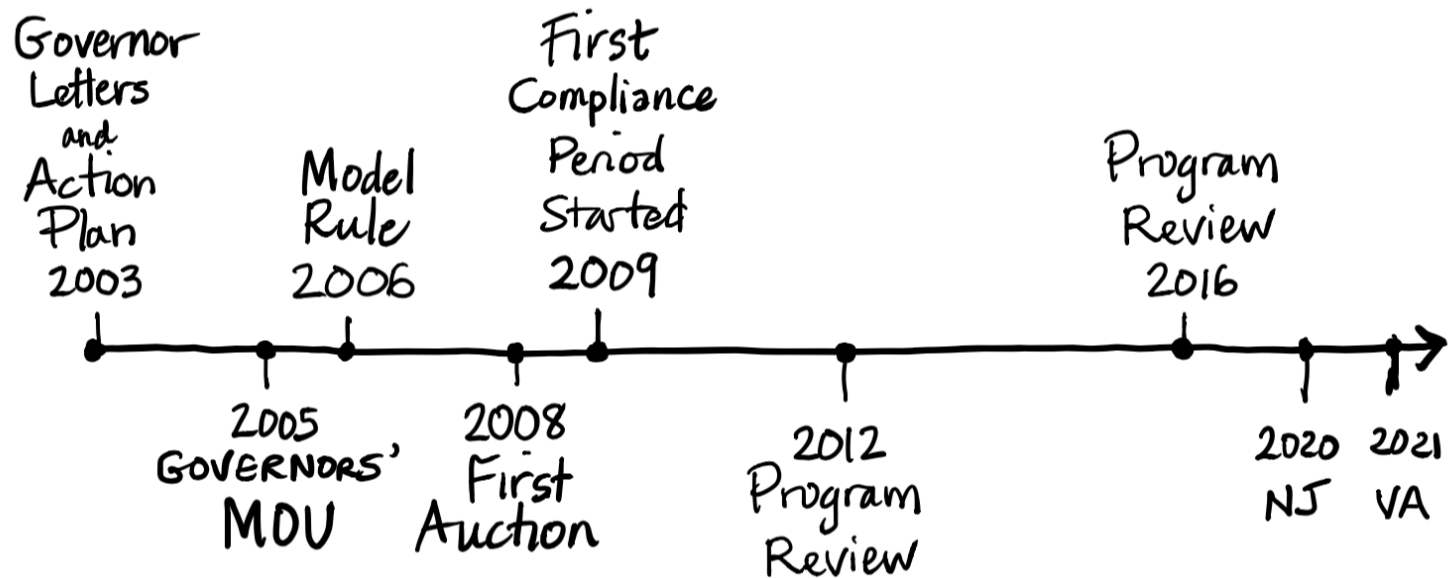 Governor
Letters
and
Action
Plan
2003
2005
GOVERNORS'
MOU
Model
Rule
2006
2008
First
Auction
First
Compliance
Period
Started
2009
2012
Program
Review
Program
Review
2016
2020
NJ
2021
VA